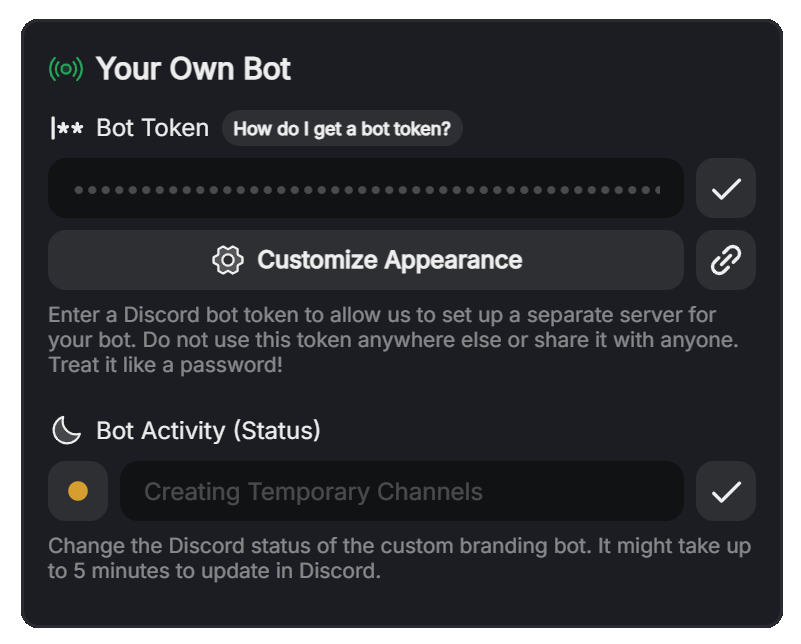 Your Own Bot
|** Bot Token How do I get a bot token?
••••••••••••••••••••••••••••••••••••••••••••
Customize Appearance
Enter a Discord bot token to allow us to set up a separate server for
your bot. Do not use this token anywhere else or share it with anyone.
Treat it like a password!
Bot Activity (Status)
Creating Temporary Channels
Change the Discord status of the custom branding bot. It might take up
to 5 minutes to update in Discord.